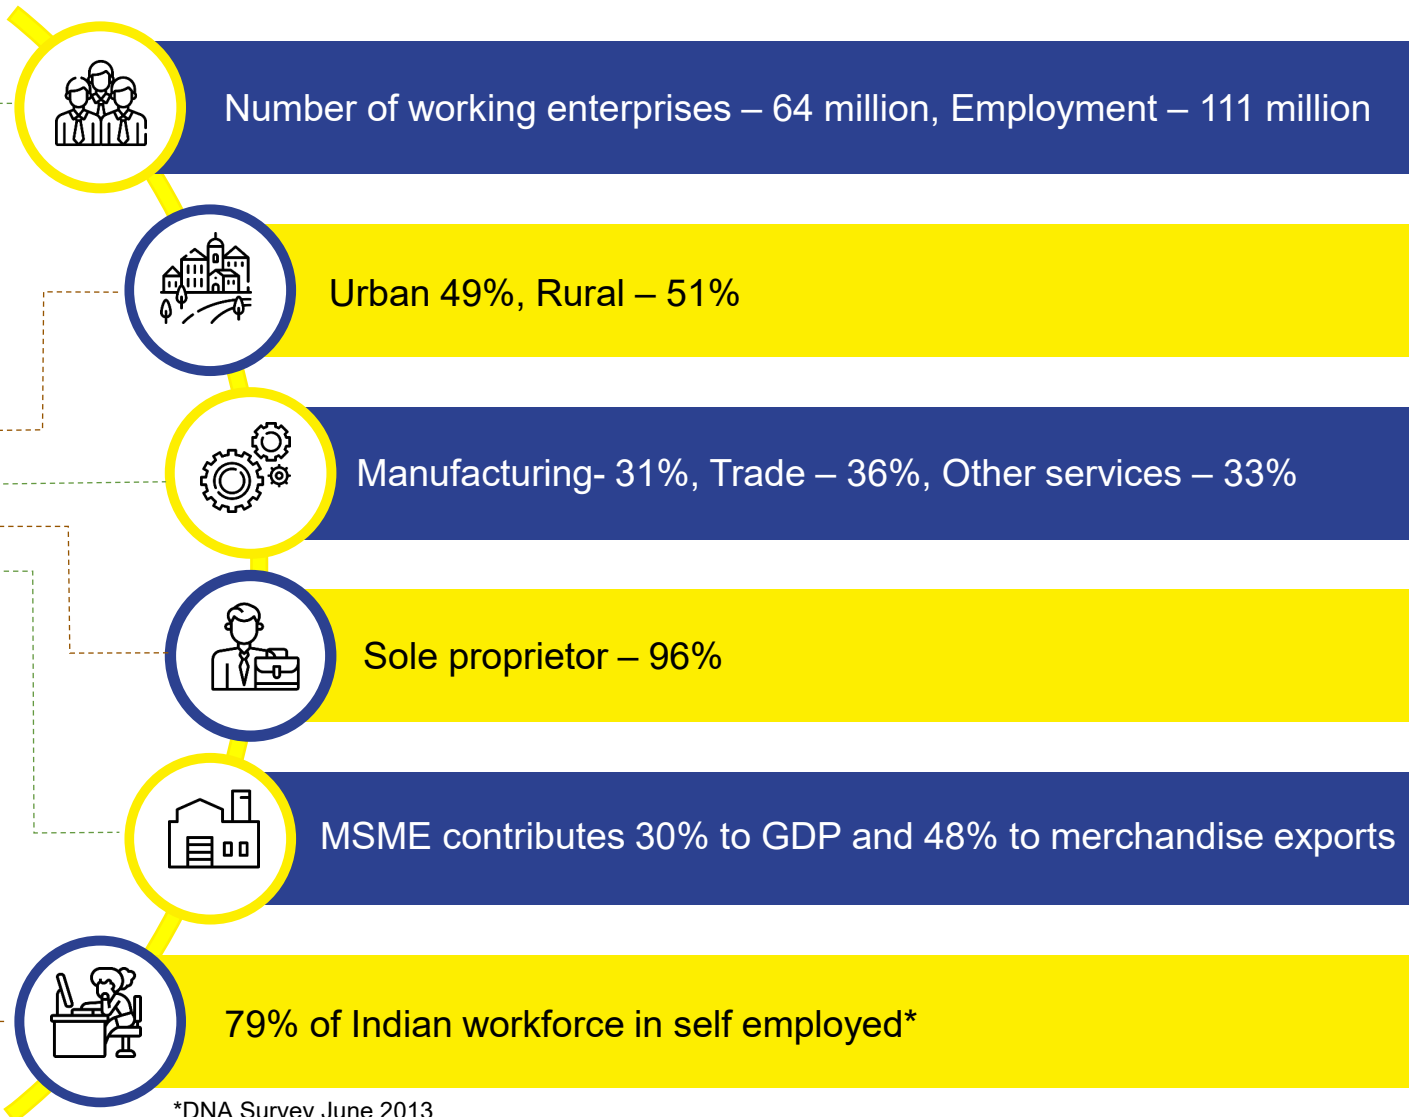 Number of working enterprises – 64 million, Employment – 111 million
Urban 49%, Rural – 51%
Manufacturing- 31%, Trade – 36%, Other services – 33%
Sole proprietor – 96%
MSME contributes 30% to GDP and 48% to merchandise exports
79% of Indian workforce in self employed*
*DNA Survey June 2013